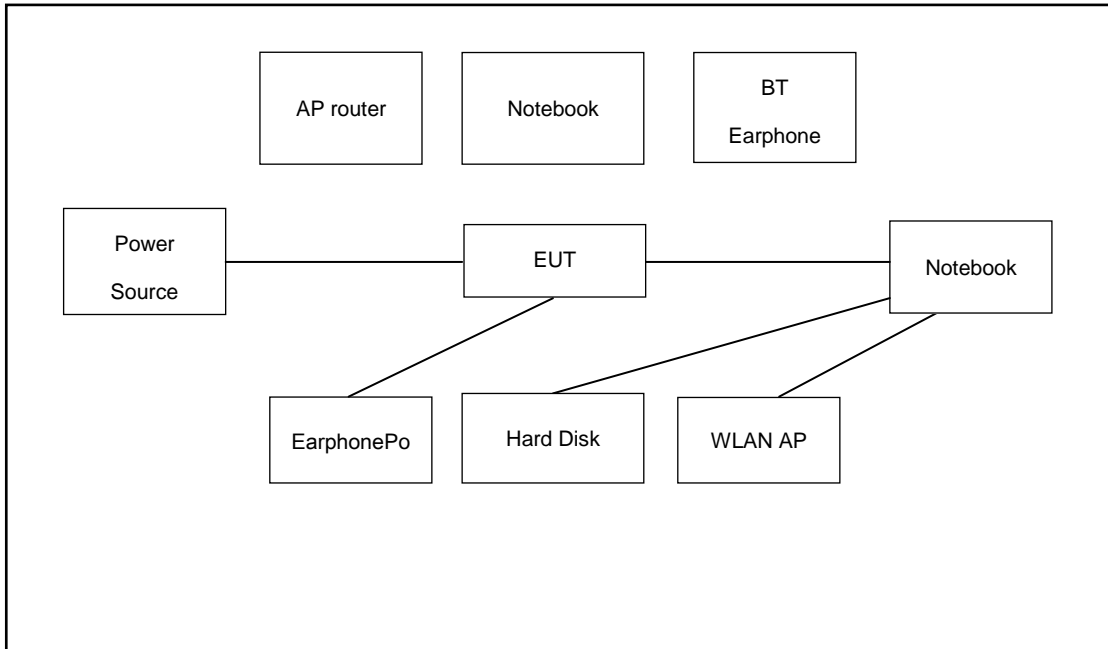 AP router
Notebook
BT
Earphone
Power
Source
EUT
Notebook
EarphonePo
Hard Disk
WLAN AP